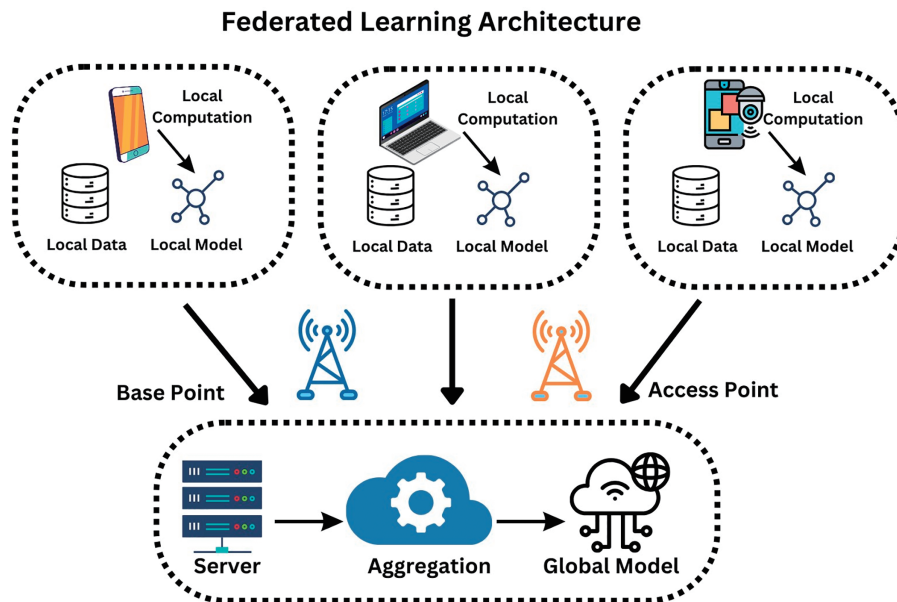 Federated Learning Architecture
Local
Computation
Local Data
Local Model
Local
Computation
Local Data
Local Model
Local
Computation
Local Data
Local Model
Base Point
Access Point
Server
Aggregation
Global Model